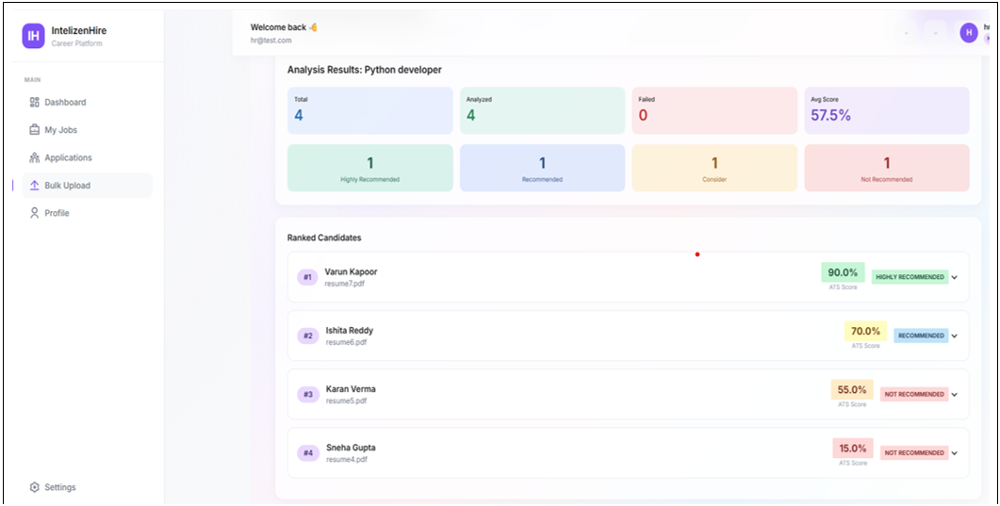 IH
IntelizenHire
Career Platform
MAIN
Dashboard
My Jobs
Applications
Bulk Upload
Profile
Settings
Welcome back
hr@test.com
H
Analysis Results: Python developer
Total
4
Analyzed
4
Failed
0
Avg Score
57.5%
1
Highly Recommended
1
Recommended
1
Consider
1
Not Recommended
Ranked Candidates
#1
Varun Kapoor
resume7.pdf
90.0%
ATS Score
HIGHLY RECOMMENDED
#2
Ishita Reddy
resume6.pdf
70.0%
ATS Score
RECOMMENDED
#3
Karan Verma
resume5.pdf
55.0%
ATS Score
NOT RECOMMENDED
#4
Sneha Gupta
resume4.pdf
15.0%
ATS Score
NOT RECOMMENDED